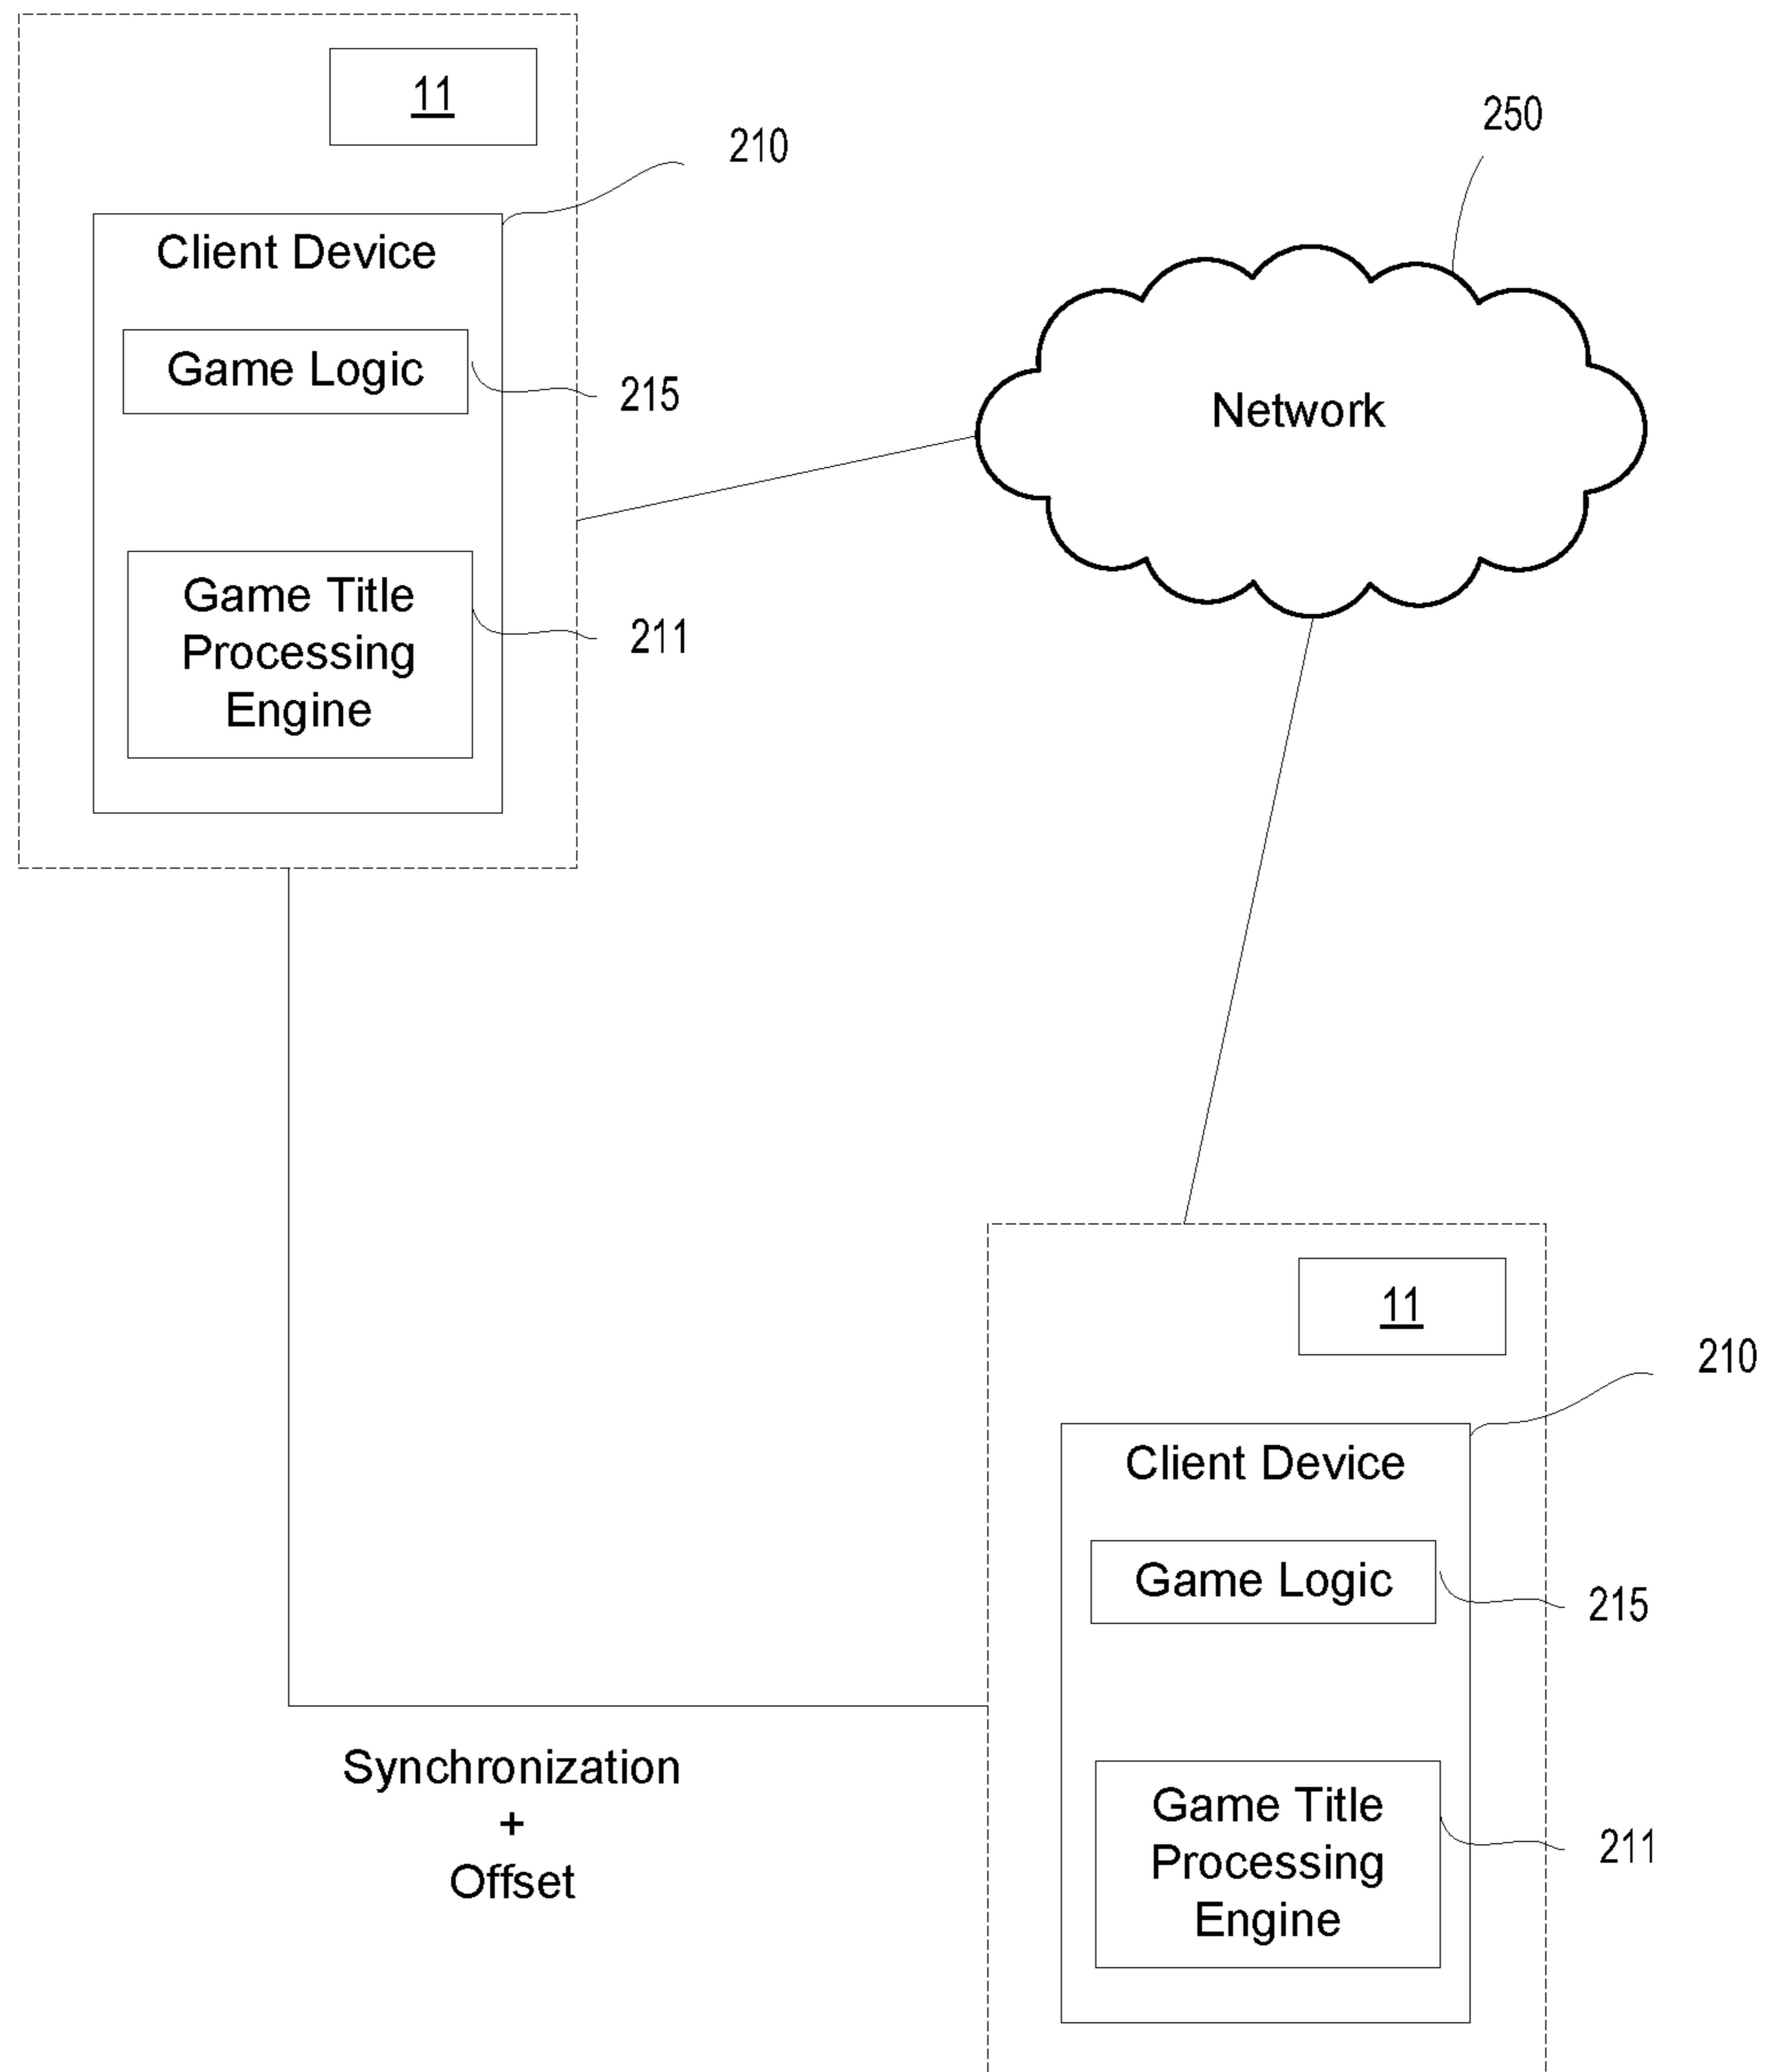 11
210
250
Client Device
Game Logic
215
Network
Game Title
Processing
Engine
211
11
210
Client Device
Game Logic
215
Synchronization
+
Offset
Game Title
Processing
Engine
211